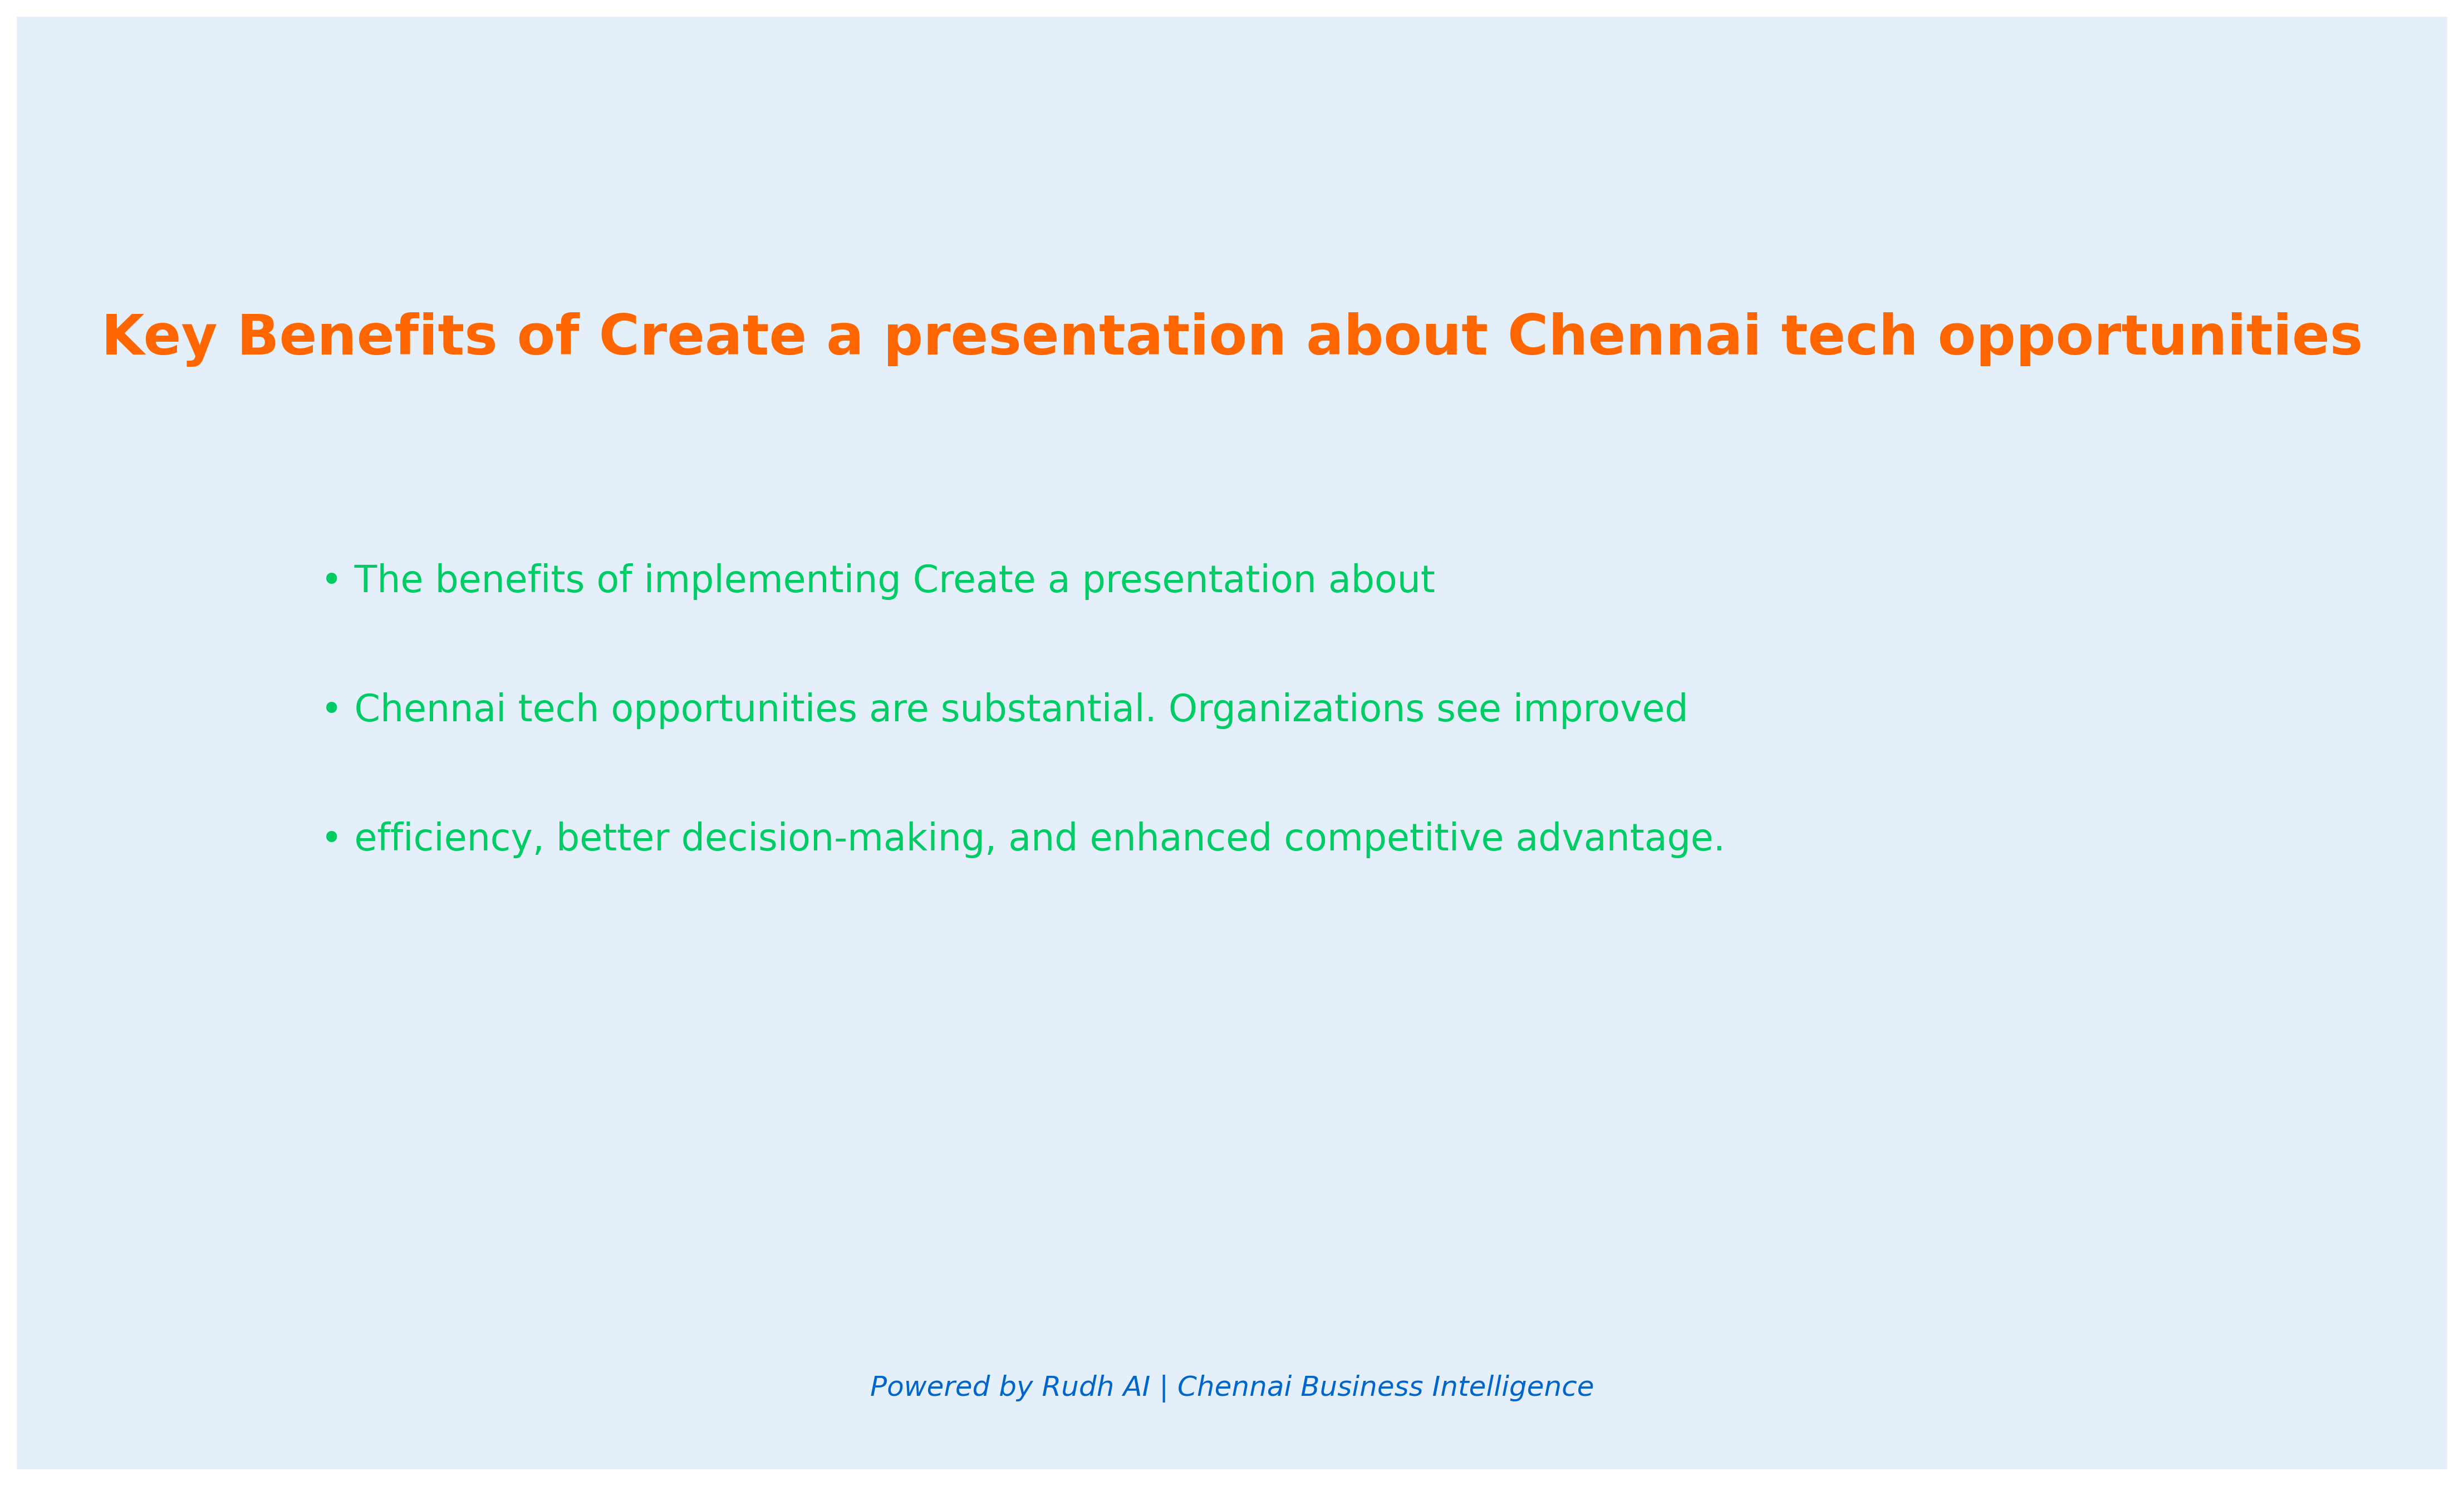 Key Benefits of Create a presentation about Chennai tech opportunities
• The benefits of implementing Create a presentation about
• Chennai tech opportunities are substantial. Organizations see improved
• efficiency, better decision-making, and enhanced competitive advantage.
Powered by Rudh AI | Chennai Business Intelligence